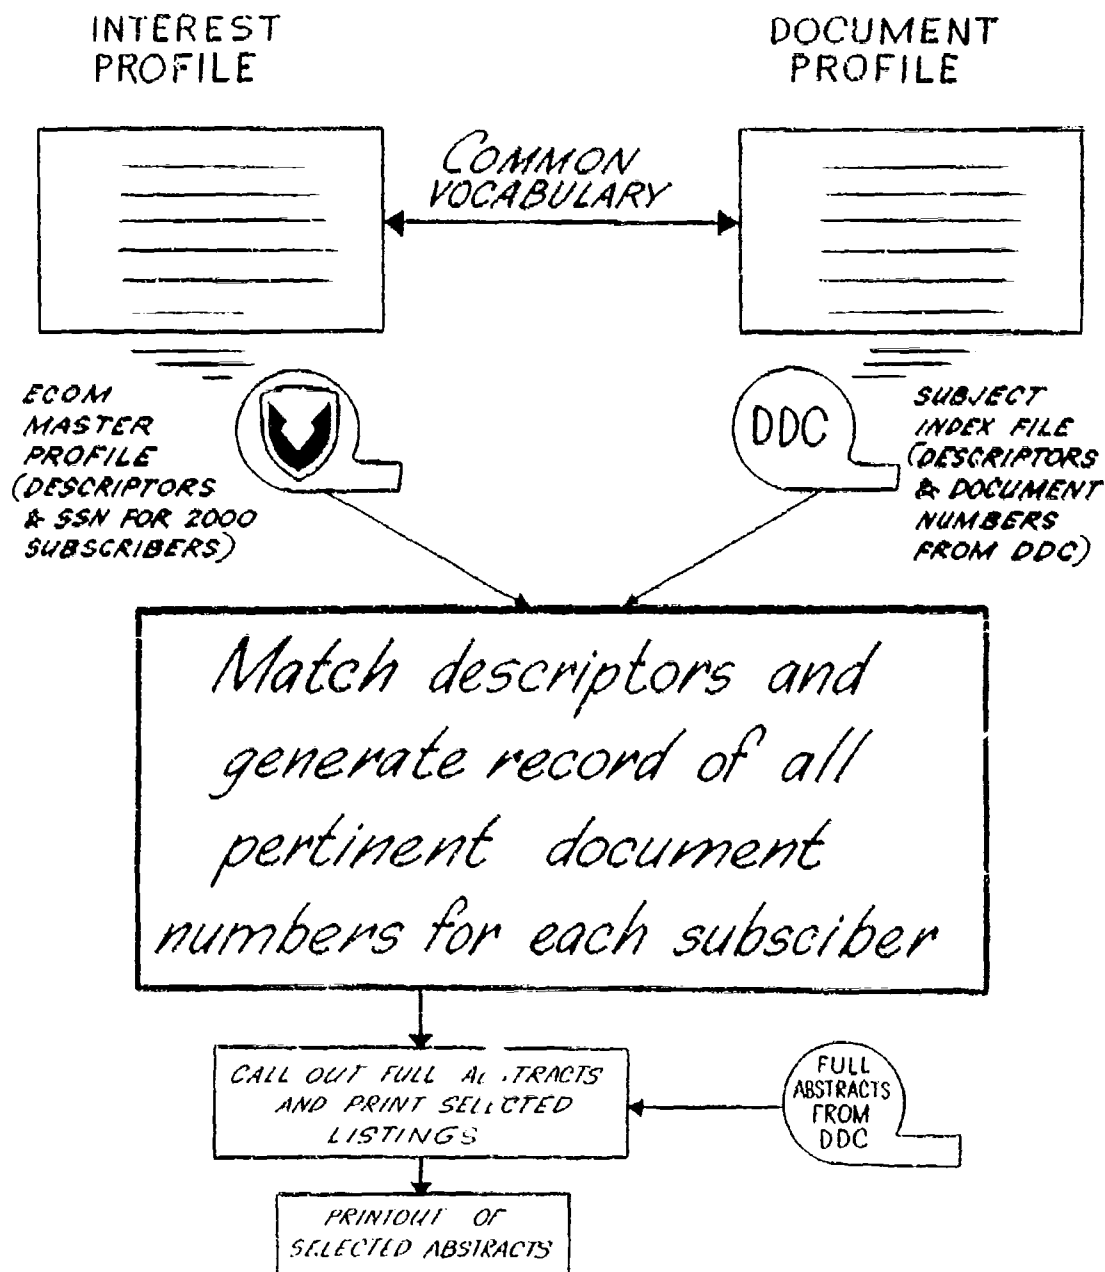 INTEREST
PROFILE
DOCUMENT
PROFILE
COMMON
VOCABULARY
ECOM
MASTER
PROFILE
(DESCRIPTORS
& SSN FOR 2000
SUBSCRIBERS)
DDC
SUBJECT
INDEX FILE
(DESCRIPTORS
& DOCUMENT
NUMBERS
FROM DDC)
Match descriptors and
generate record of all
pertinent document
numbers for each subsciber
CALL OUT FULL ABSTRACTS
AND PRINT SELECTED
LISTINGS
FULL
ABSTRACTS
FROM
DDC
PRINTOUT OF
SELECTED ABSTRACTS